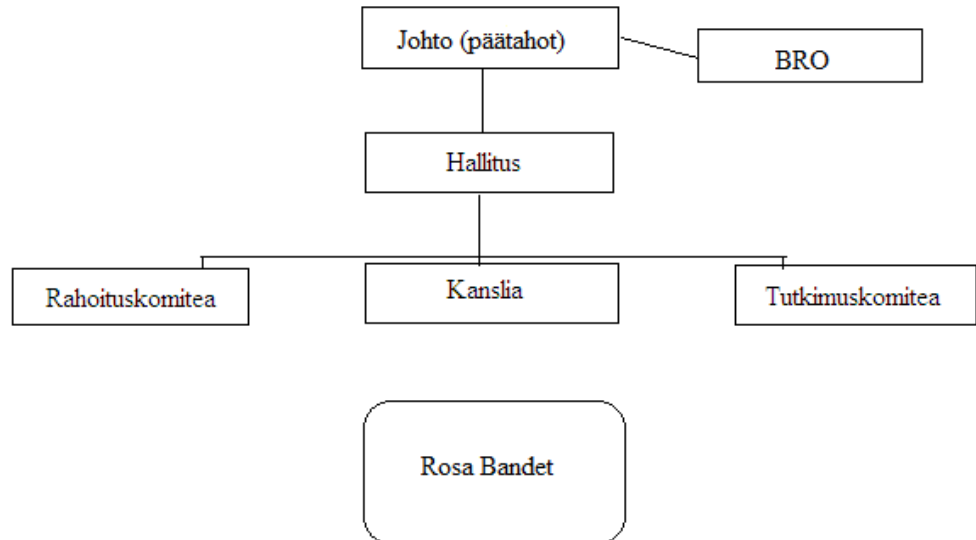 Johto (päätahot)
BRO
Hallitus
Rahoituskomitea
Kanslia
Tutkimuskomitea
Rosa Bandet